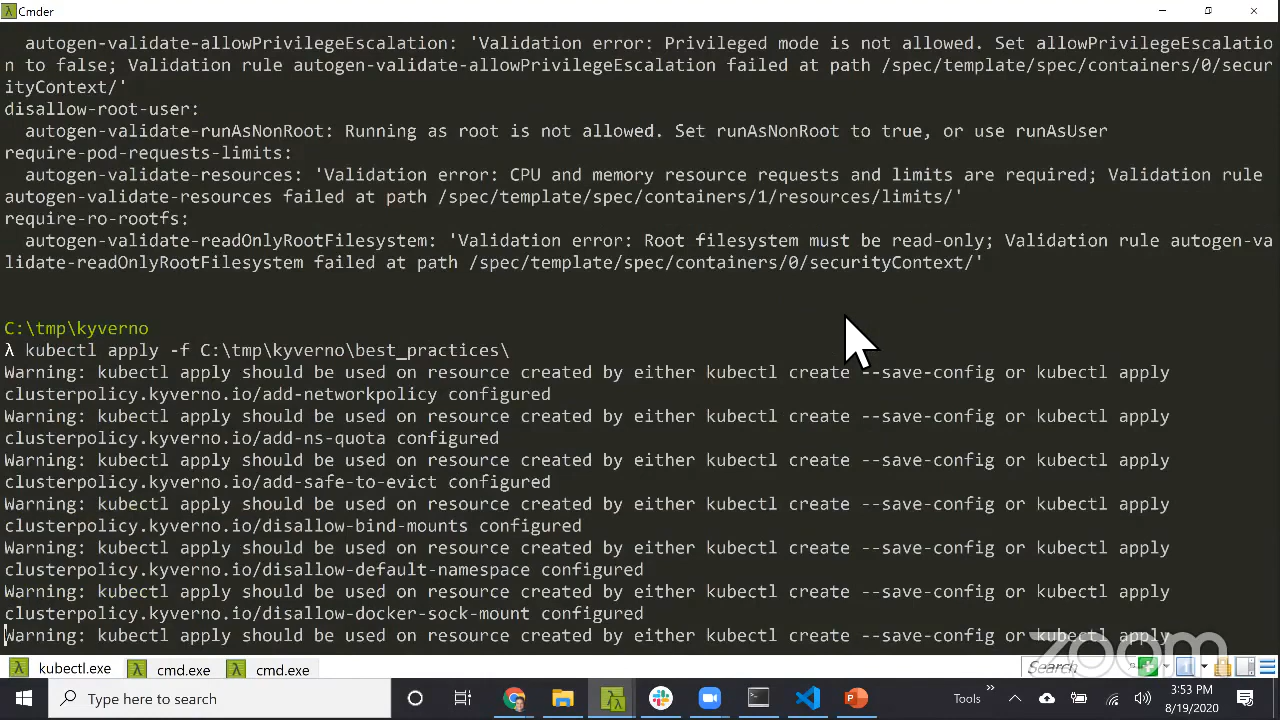 Cmder
autogen-validate-allowPrivilegeEscalation: 'Validation error: Privileged mode is not allowed. Set allowPrivilegeEscalatio
n to false; Validation rule autogen-validate-allowPrivilegeEscalation failed at path /spec/template/spec/containers/0/secur
ityContext/'
disallow-root-user:
autogen-validate-runAsNonRoot: Running as root is not allowed. Set runAsNonRoot to true, or use runAsUser
require-pod-requests-limits:
autogen-validate-resources: 'Validation error: CPU and memory resource requests and limits are required; Validation rule
autogen-validate-resources failed at path /spec/template/spec/containers/1/resources/limits/'
require-ro-rootfs:
autogen-validate-readOnlyRootFilesystem: 'Validation error: Root filesystem must be read-only; Validation rule autogen-va
lidate-readOnlyRootFilesystem failed at path /spec/template/spec/containers/0/securityContext/'
C:\tmp\kyverno
λ kubectl apply -f C:\tmp\kyverno\best_practices\
Warning: kubectl apply should be used on resource created by either kubectl create --save-config or kubectl apply
clusterpolicy.kyverno.io/add-networkpolicy configured
Warning: kubectl apply should be used on resource created by either kubectl create --save-config or kubectl apply
clusterpolicy.kyverno.io/add-ns-quota configured
Warning: kubectl apply should be used on resource created by either kubectl create --save-config or kubectl apply
clusterpolicy.kyverno.io/add-safe-to-evict configured
Warning: kubectl apply should be used on resource created by either kubectl create --save-config or kubectl apply
clusterpolicy.kyverno.io/disallow-bind-mounts configured
Warning: kubectl apply should be used on resource created by either kubectl create --save-config or kubectl apply
clusterpolicy.kyverno.io/disallow-default-namespace configured
Warning: kubectl apply should be used on resource created by either kubectl create --save-config or kubectl apply
clusterpolicy.kyverno.io/disallow-docker-sock-mount configured
Warning: kubectl apply should be used on resource created by either kubectl create --save-config or kubectl apply
zoom
kubectl.exe cmd.exe cmd.exe Search
Type here to search Tools 3:53 PM
8/19/2020